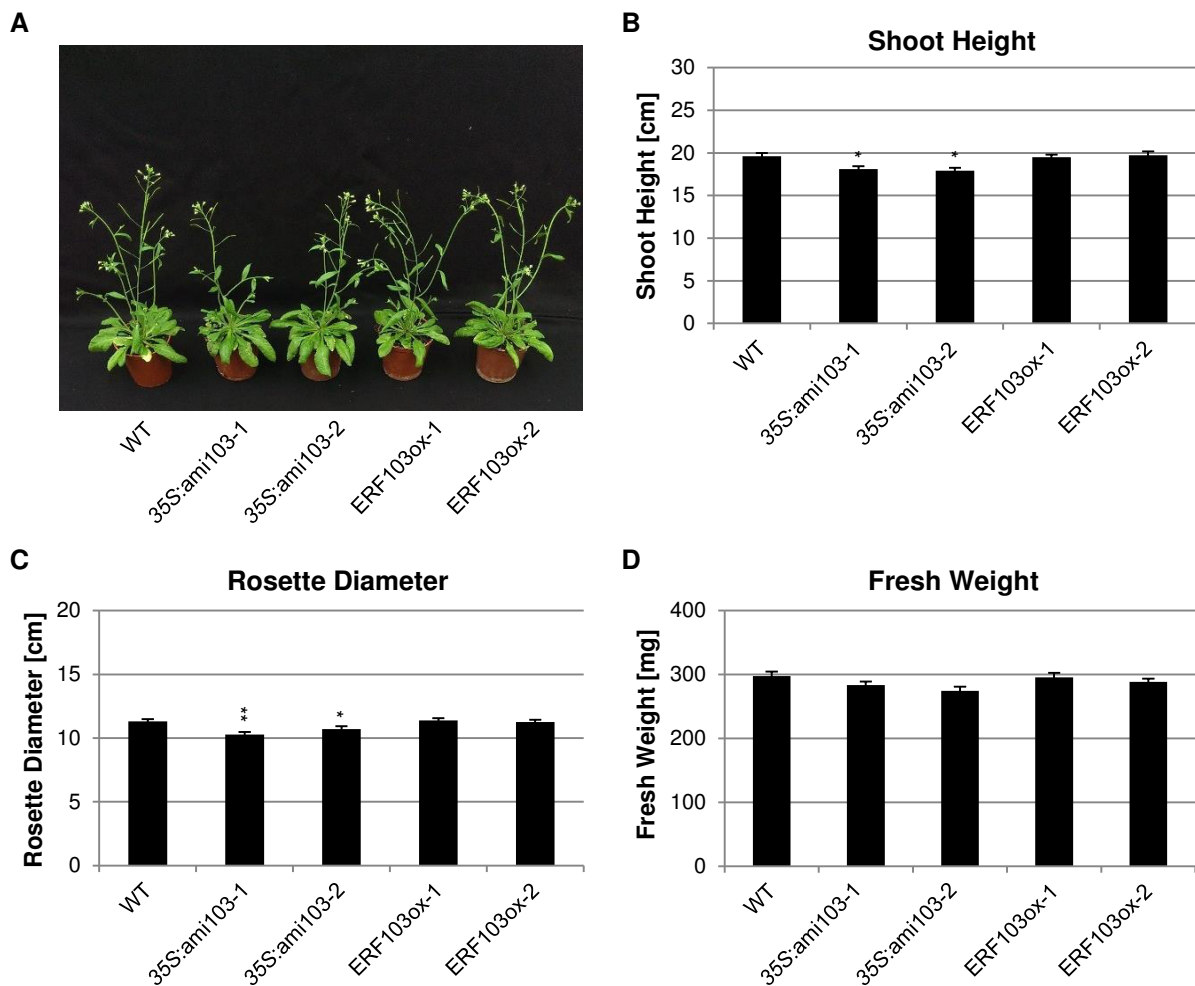 A
WT
35S:ami103-1
35S:ami103-2
ERF103ox-1
ERF103ox-2
B
Shoot Height
Shoot Height [cm]
30
25
20
15
10
5
0
*
*
WT
35S:ami103-1
35S:ami103-2
ERF103ox-1
ERF103ox-2
C
Rosette Diameter
Rosette Diameter [cm]
20
15
10
5
0
**
*
WT
35S:ami103-1
35S:ami103-2
ERF103ox-1
ERF103ox-2
D
Fresh Weight
Fresh Weight [mg]
400
300
200
100
0
WT
35S:ami103-1
35S:ami103-2
ERF103ox-1
ERF103ox-2